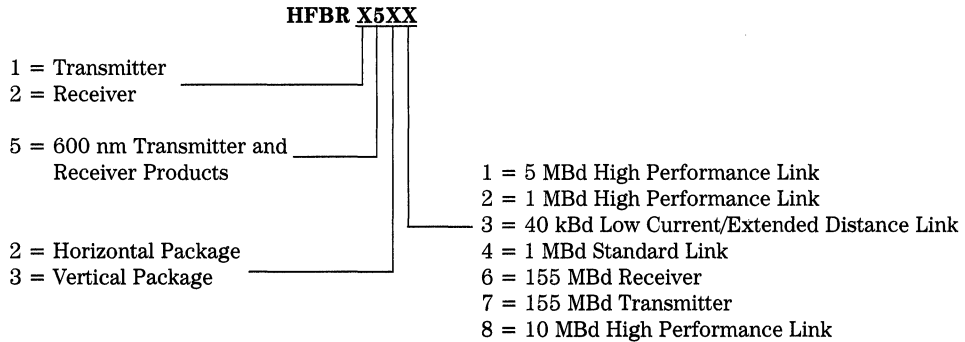 HFBR X5XX
1 = Transmitter
2 = Receiver
5 = 600 nm Transmitter and
Receiver Products
2 = Horizontal Package
3 = Vertical Package
1 = 5 MBd High Performance Link
2 = 1 MBd High Performance Link
3 = 40 kBd Low Current/Extended Distance Link
4 = 1 MBd Standard Link
6 = 155 MBd Receiver
7 = 155 MBd Transmitter
8 = 10 MBd High Performance Link